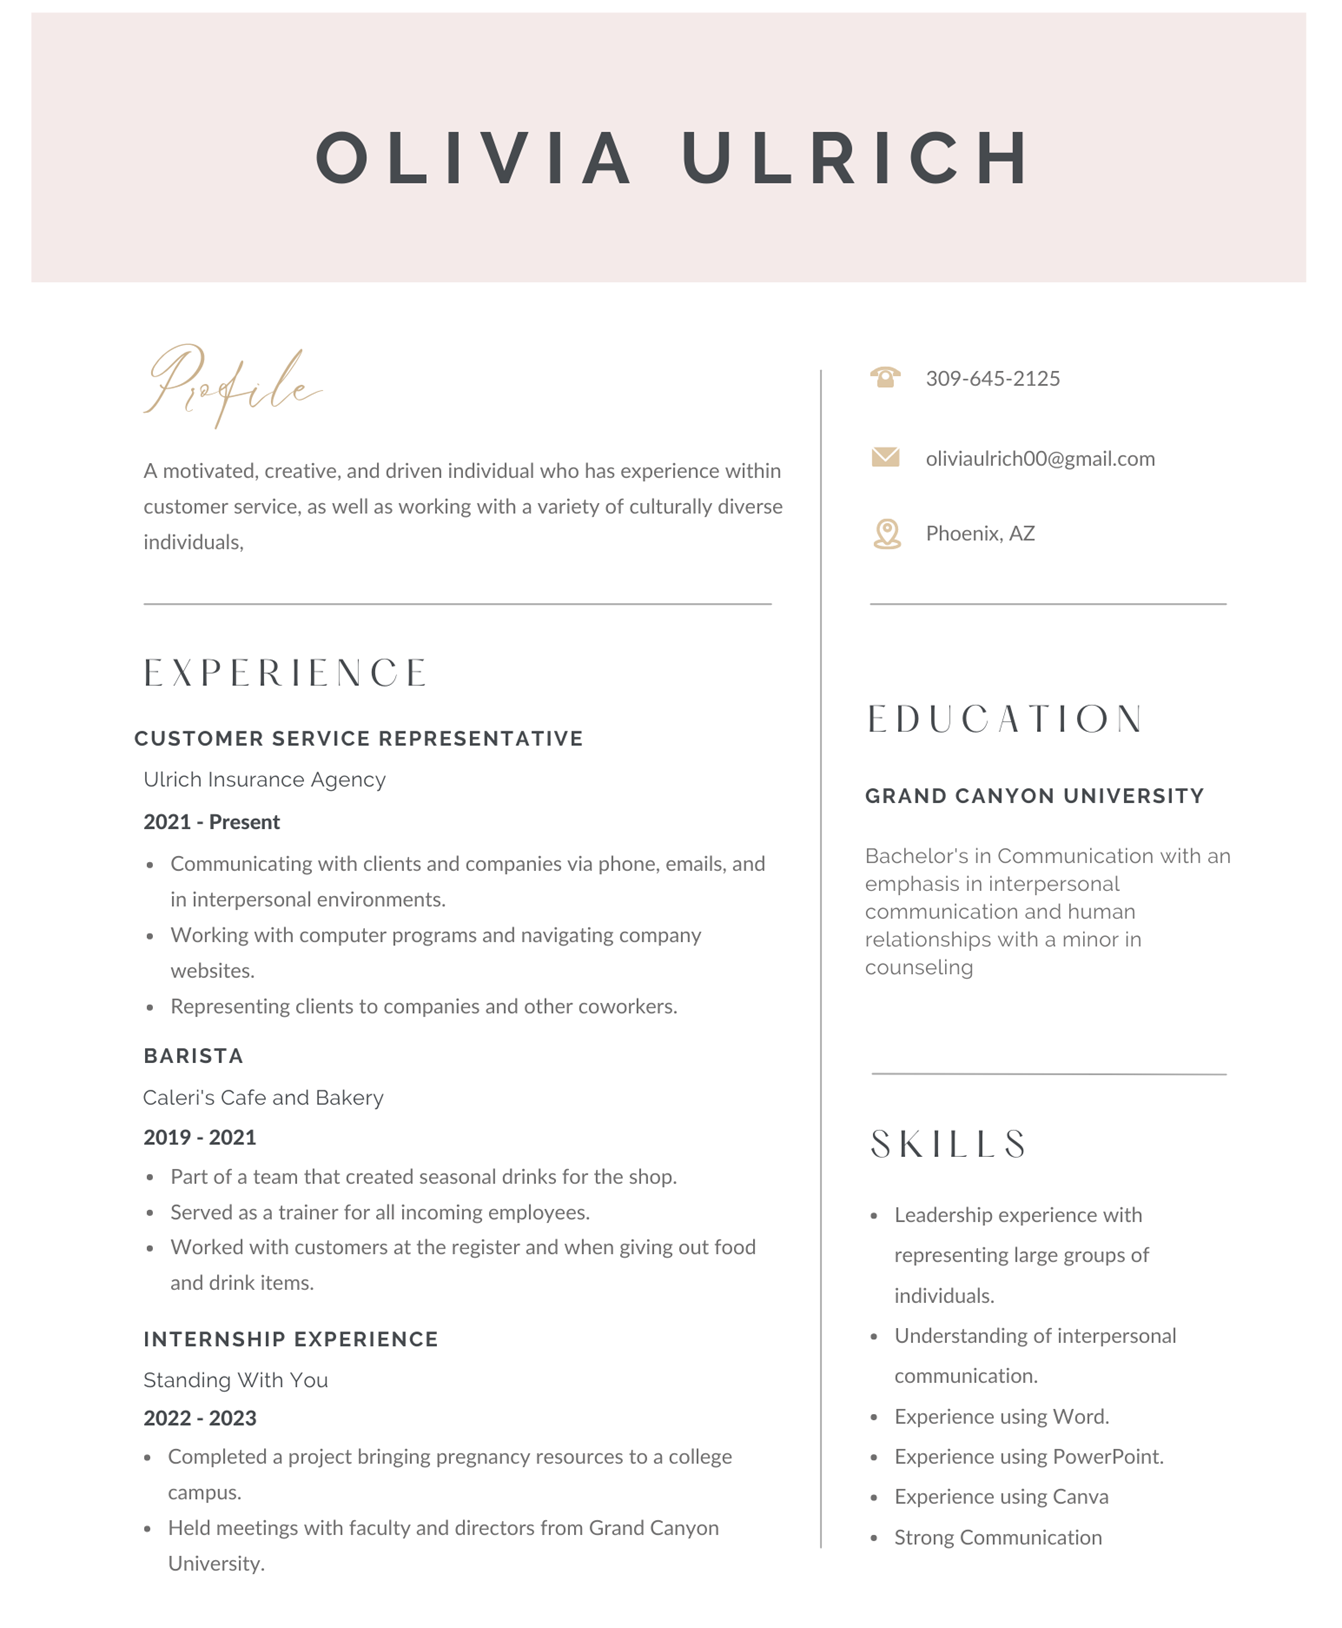 OLIVIA ULRICH
Profile
A motivated, creative, and driven individual who has experience within
customer service, as well as working with a variety of culturally diverse
individuals,
EXPERIENCE
CUSTOMER SERVICE REPRESENTATIVE
Ulrich Insurance Agency
2021 - Present
• Communicating with clients and companies via phone, emails, and
in interpersonal environments.
• Working with computer programs and navigating company
websites.
• Representing clients to companies and other coworkers.
BARISTA
Caleri's Cafe and Bakery
2019 - 2021
• Part of a team that created seasonal drinks for the shop.
• Served as a trainer for all incoming employees.
• Worked with customers at the register and when giving out food
and drink items.
INTERNSHIP EXPERIENCE
Standing With You
2022 - 2023
• Completed a project bringing pregnancy resources to a college
campus.
• Held meetings with faculty and directors from Grand Canyon
University.
309-645-2125
oliviaulrich00@gmail.com
Phoenix, AZ
EDUCATION
GRAND CANYON UNIVERSITY
Bachelor's in Communication with an
emphasis in interpersonal
communication and human
relationships with a minor in
counseling
SKILLS
• Leadership experience with
representing large groups of
individuals.
• Understanding of interpersonal
communication.
• Experience using Word.
• Experience using PowerPoint.
• Experience using Canva
• Strong Communication